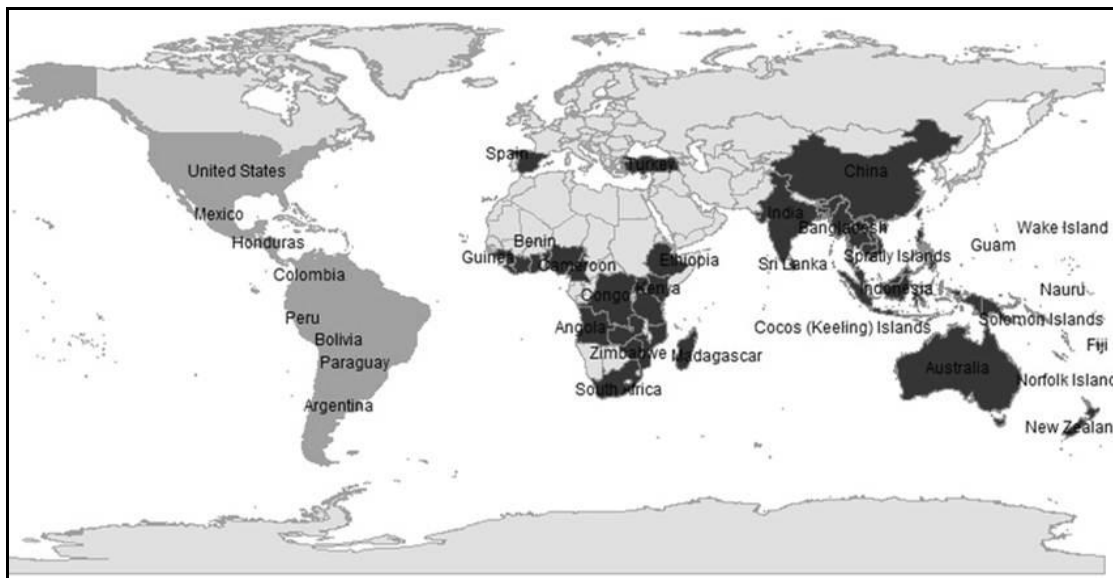 Spain
Turkey
China
United States
India
Mexico
Bangladesh
Wake Island
Honduras
Benin
Guam
Guinea
Cameroon
Ethiopia
Sri Lanka
Spratly Islands
Colombia
Congo
Kenya
Indonesia
Nauru
Peru
Angola
Cocos (Keeling) Islands
Solomon Islands
Bolivia
Fiji
Paraguay
Zimbabwe
Madagascar
Australia
Norfolk Island
South Africa
Argentina
New Zealan